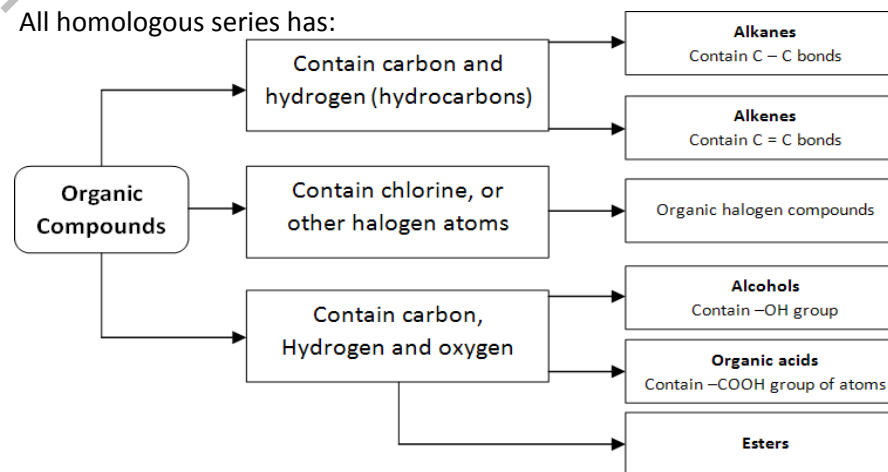 All homologous series has:
Organic
Compounds
Contain carbon and
hydrogen (hydrocarbons)
Alkanes
Contain C – C bonds
Alkenes
Contain C = C bonds
Contain chlorine, or
other halogen atoms
Organic halogen compounds
Contain carbon,
Hydrogen and oxygen
Alcohols
Contain –OH group
Organic acids
Contain –COOH group of atoms
Esters